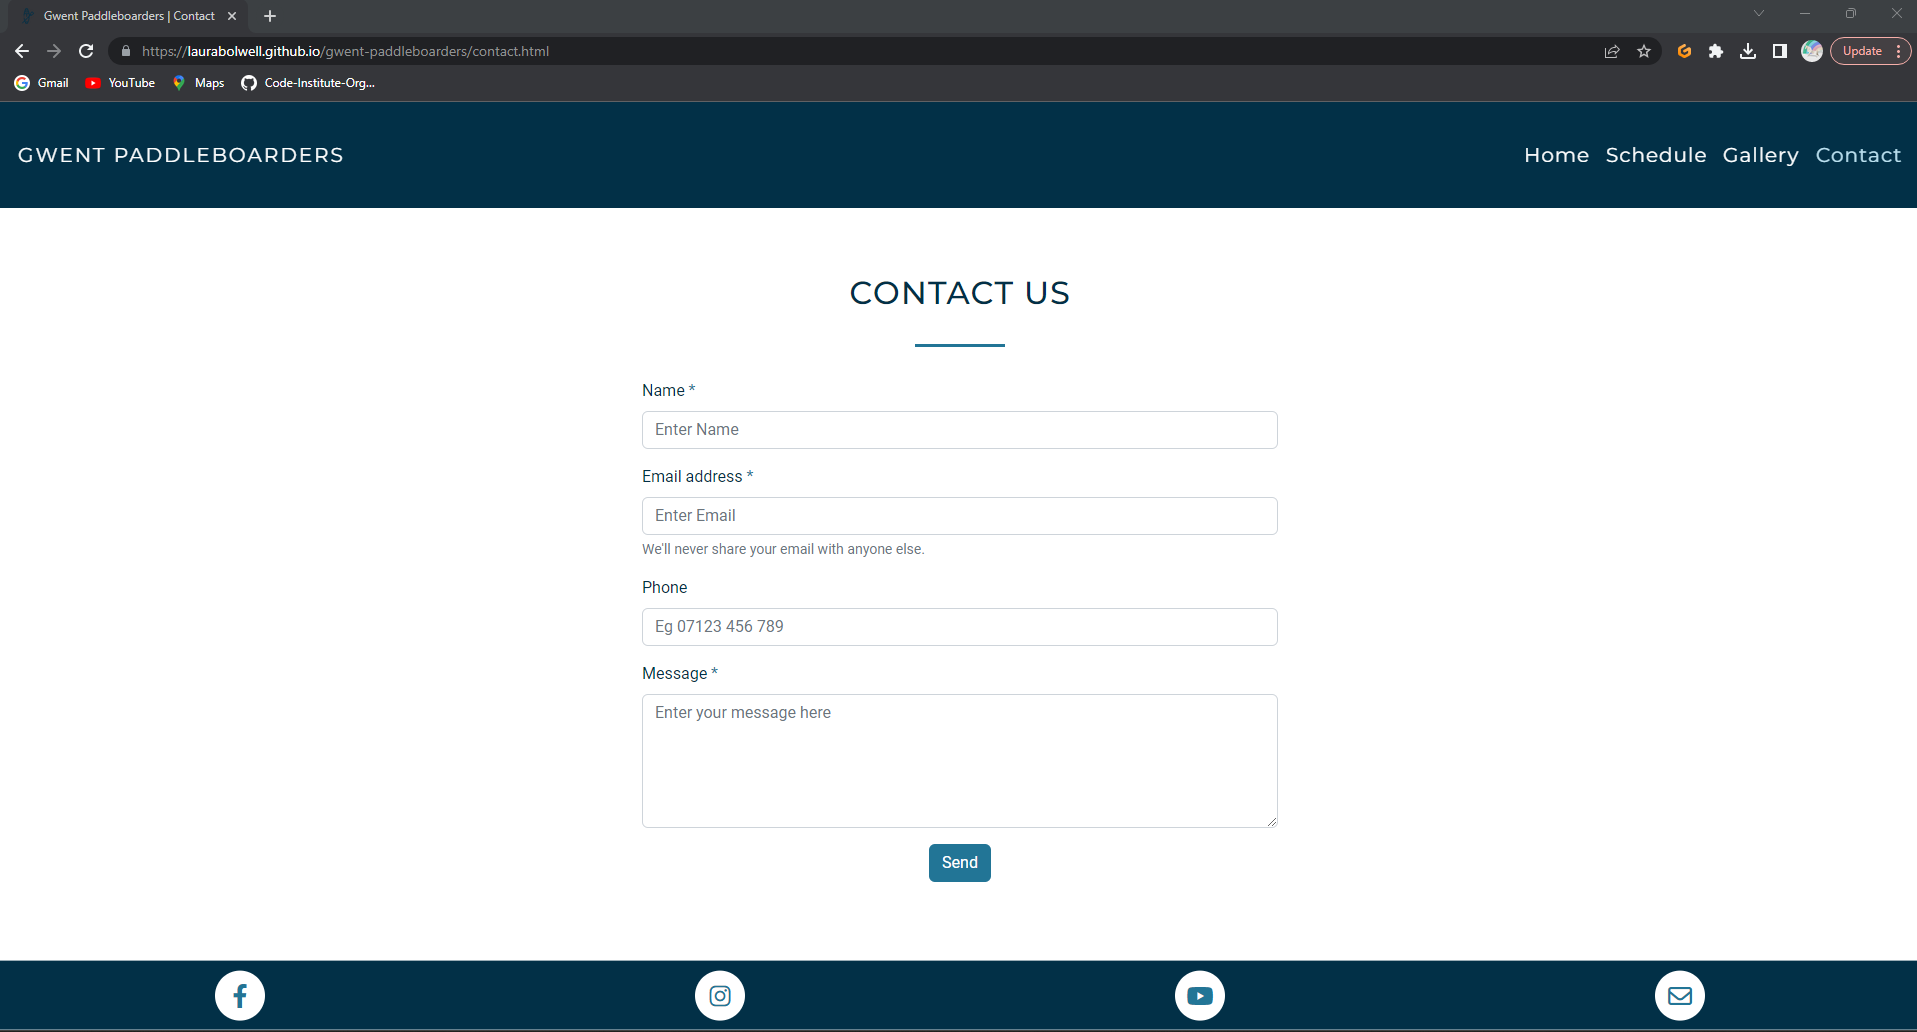 Gwent Paddleboarders | Contact
https://laurabolwell.github.io/gwent-paddleboarders/contact.html
Update
Gmail YouTube Maps Code-Institute-Org...
GWENT PADDLEBOARDERS
Home Schedule Gallery Contact
CONTACT US
Name *
Enter Name
Email address *
Enter Email
We'll never share your email with anyone else.
Phone
Eg 07123 456 789
Message *
Enter your message here
Send